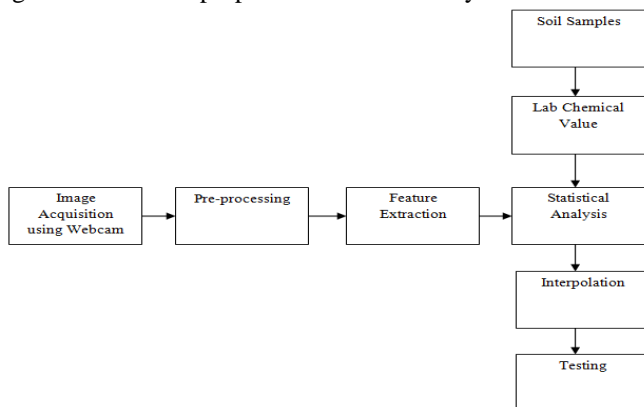 Soil Samples
Lab Chemical
Value
Image
Acquisition
using Webcam
Pre-processing
Feature
Extraction
Statistical
Analysis
Interpolation
Testing